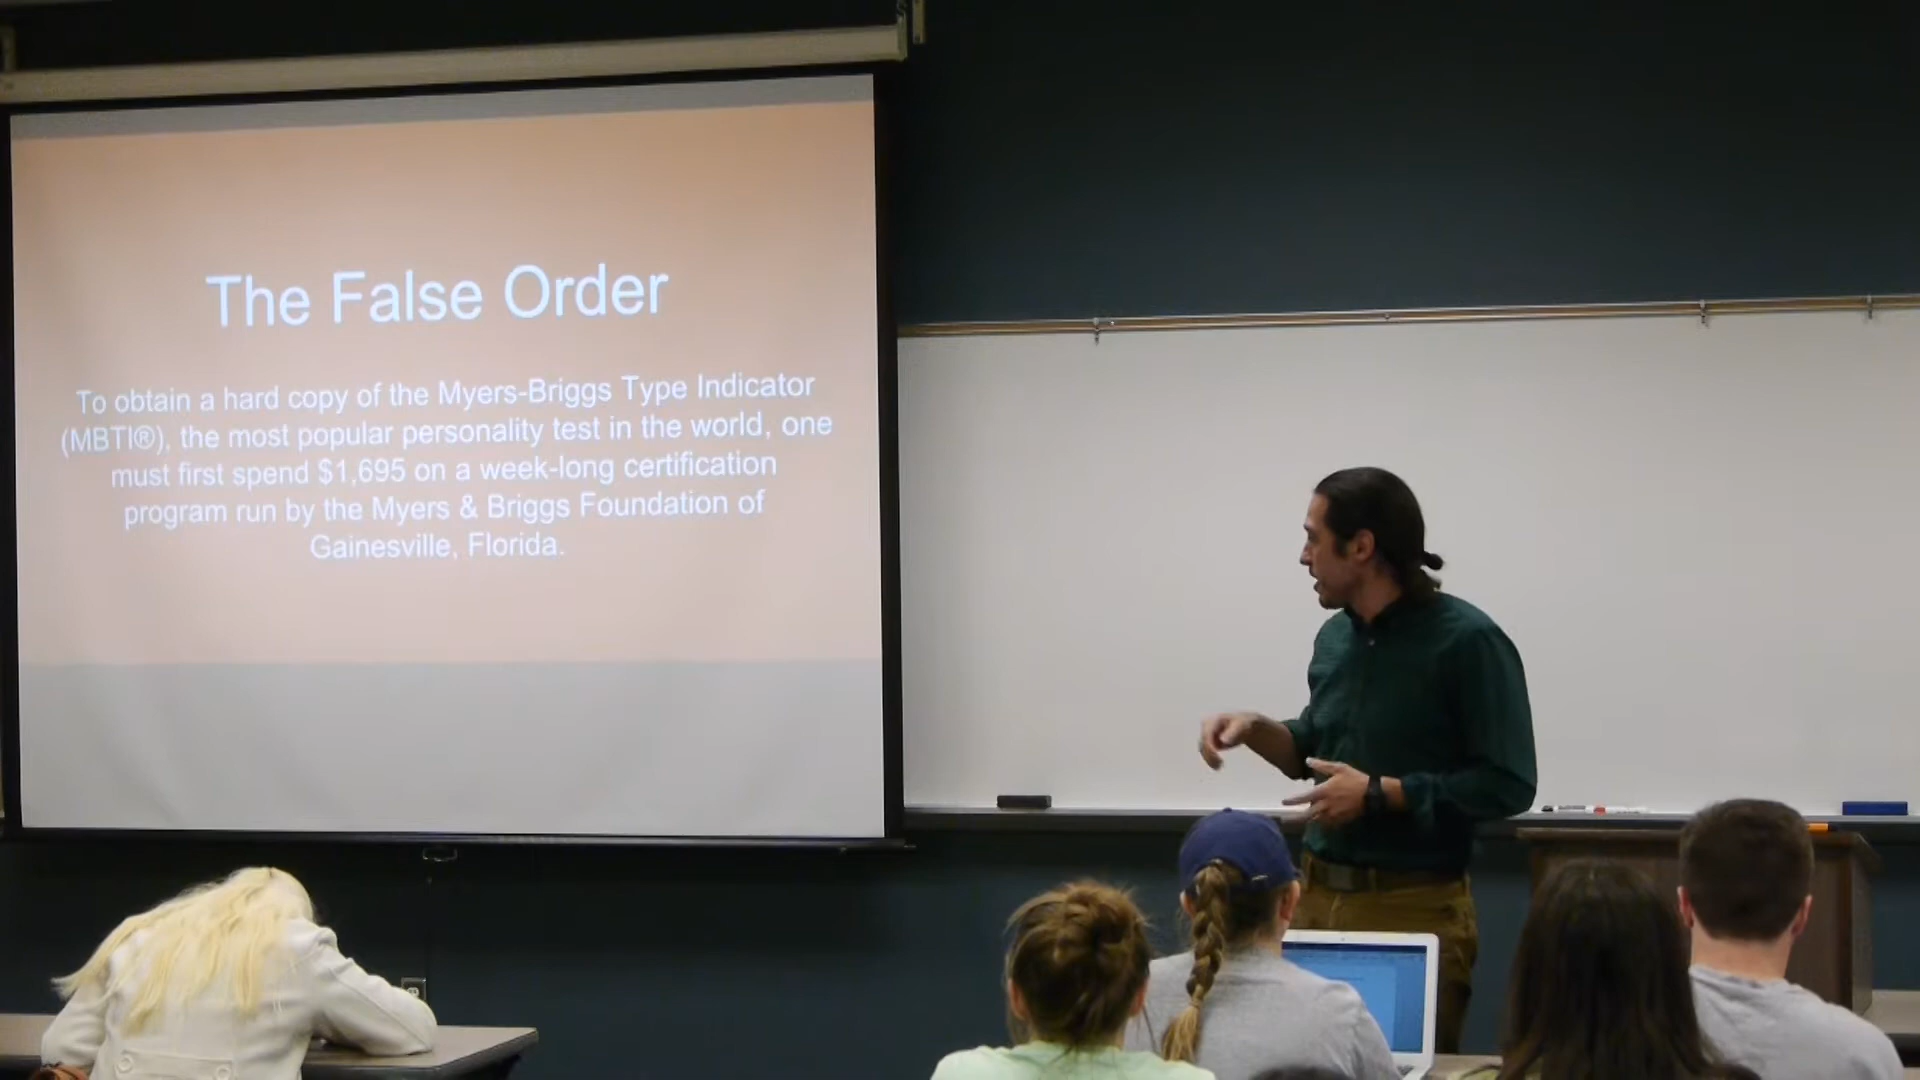 The False Order
To obtain a hard copy of the Myers-Briggs Type Indicator
(MBTI®), the most popular personality test in the world, one
must first spend $1,695 on a week-long certification
program run by the Myers & Briggs Foundation of
Gainesville, Florida.